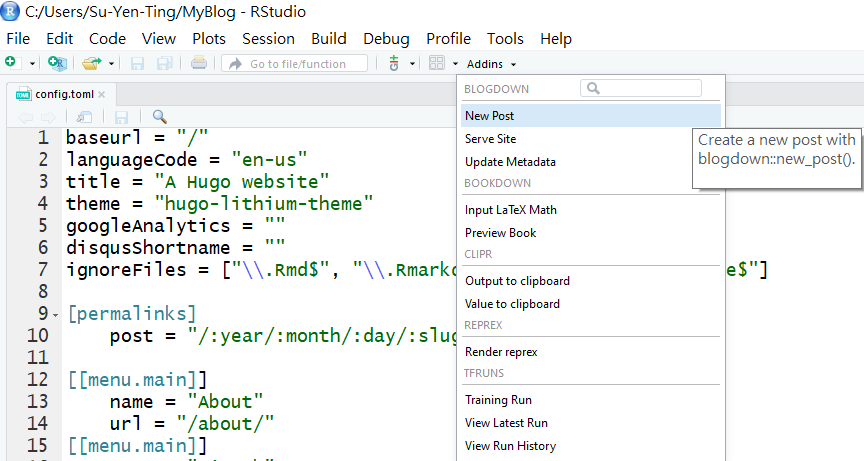 C:/Users/Su-Yen-Ting/MyBlog - RStudio
File Edit Code View Plots Session Build Debug Profile Tools Help
Go to file/function Addins
config.toml
BLOGDOWN
New Post
Serve Site
Update Metadata
BOOKDOWN
Input LaTeX Math
Preview Book
CLIPR
Output to clipboard
Value to clipboard
REPREX
Render reprex
TFRUNS
Training Run
View Latest Run
View Run History
Create a new post with
blogdown::new_post().
1 baseurl = "/"
2 languageCode = "en-us"
3 title = "A Hugo website"
4 theme = "hugo-lithium-theme"
5 googleAnalytics = ""
6 disqusShortname = ""
7 ignoreFiles = ["\\.Rmd$", "\\.Rmark e$"]
8
9 [permalinks]
10 post = "/:year/:month/:day/:slug
11
12 [[menu.main]]
13 name = "About"
14 url = "/about/"
15 [[menu.main]]